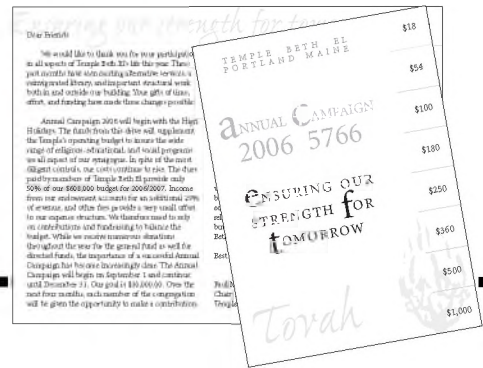 Ensuring our strength for tom
Dear Friends
We would like to thank you for your participation
in all aspects of Temple Beth El's life this year. These
past months have seen exciting alternative services, a
reinvigorated library, and important structural work
both in and outside our building. Your gifts of time,
effort, and funding have made these changes possible.
Annual Campaign 2006 will begin with the High
Holidays. The funds from this drive will supplement
the Temple's operating budget to insure the wide
range of religious, educational, and social programs
we all expect of our synagogue. In spite of the most
diligent controls, our costs continue to rise. The dues
paid by members of Temple Beth El provide only
50% of our $600,000 budget for 2006/2007. Income
from our endowment accounts for an additional 29%
of revenue, and other fees provide a very small offset
to our expense structure. We therefore need to rely
on contributions and fundraising to balance the
budget. While we receive numerous donations
throughout the year for the general fund as well for
directed funds, the importance of a successful Annual
Campaign has become increasingly clear. The Annual
Campaign will begin on September 1 and continue
until December 31. Our goal is
next four months, each member of the congregation
will be given the opportunity to make a contribution.
Best
Chair
Temple
TEMPLE BETH EL
PORTLAND MAINE
ANNUAL CAMPAIGN
2006 5766
ENSURING OUR
STRENGTH FOR
TOMORROW
Torah
$18
$54
$100
$180
$250
$360
$500
$1,000